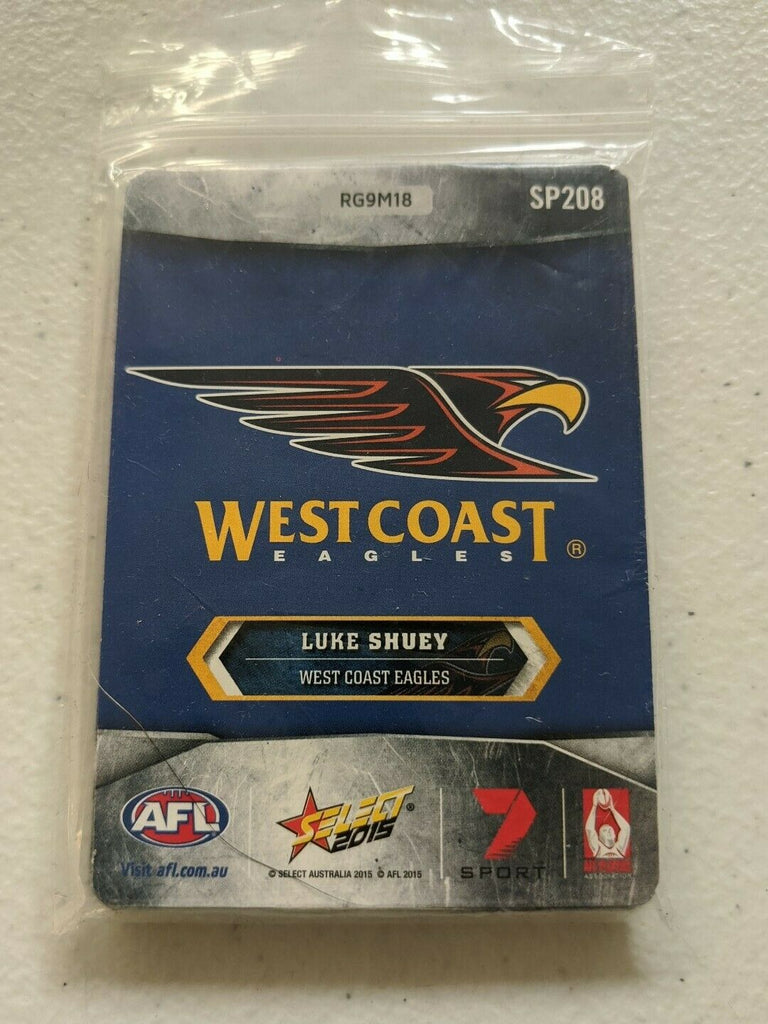 RG9M18
SP208
WEST COAST
EAGLES ®
LUKE SHUEY
WEST COAST EAGLES
AFL
Visit afl.com.au
SELECT ®
2015
© SELECT AUSTRALIA 2015 © AFL 2015
7
SPORT